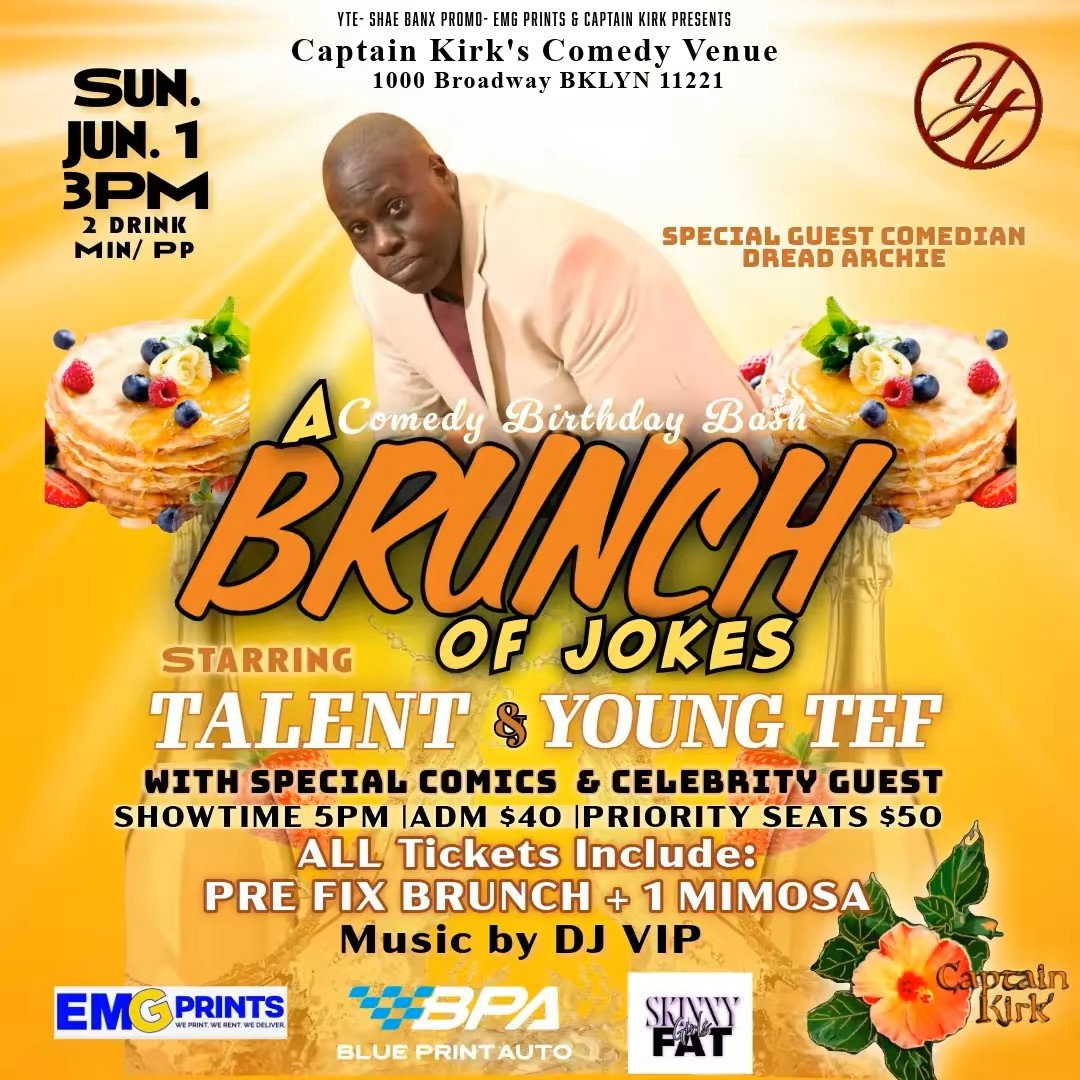 YTE- SHAE BANX PROMO- EMG PRINTS & CAPTAIN KIRK PRESENTS
Captain Kirk's Comedy Venue
1000 Broadway BKLYN 11221
SUN.
JUN. 1
3PM
2 DRINK
MIN/ PP
YT
SPECIAL GUEST COMEDIAN
DREAD ARCHIE
A Comedy Birthday Bash
BRUNCH
OF JOKES
STARRING
TALENT & YOUNG TEF
WITH SPECIAL COMICS & CELEBRITY GUEST
SHOWTIME 5PM |ADM $40 |PRIORITY SEATS $50
ALL Tickets Include:
PRE FIX BRUNCH + 1 MIMOSA
Music by DJ VIP
EMG PRINTS
WE PRINT. WE RENT. WE DELIVER.
BPA
BLUE PRINT AUTO
SKINNY
Girls
FAT
Captain
Kirk